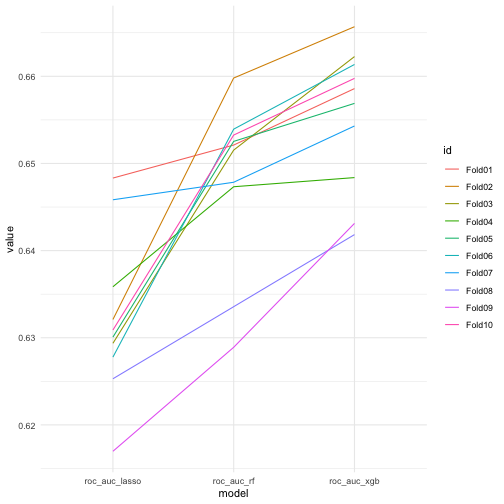 0.66
0.65
0.64
0.63
0.62
value
roc_auc_lasso roc_auc_rf roc_auc_xgb
model
id
Fold01
Fold02
Fold03
Fold04
Fold05
Fold06
Fold07
Fold08
Fold09
Fold10